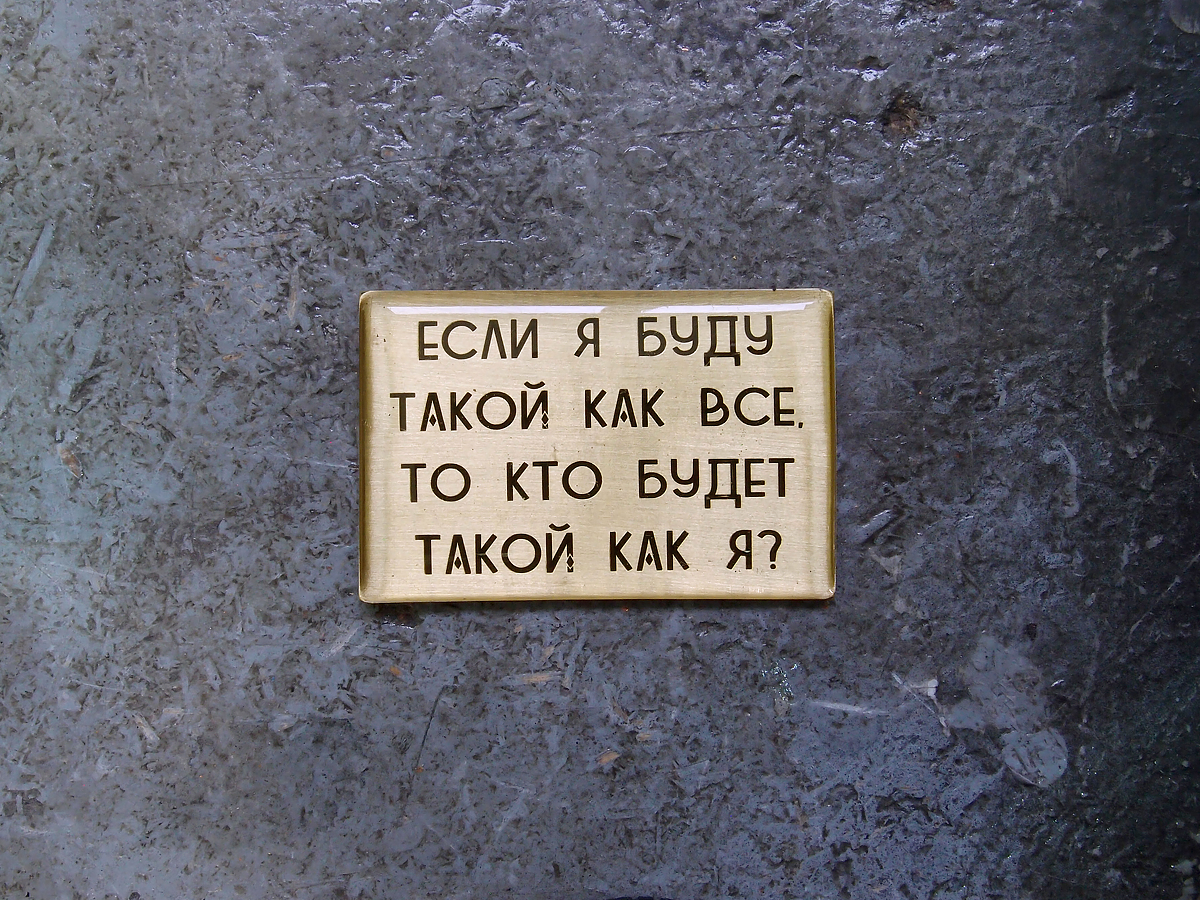 ЕСЛИ Я БУДУ
ТАКОЙ КАК ВСЕ,
ТО КТО БУДЕТ
ТАКОЙ КАК Я?